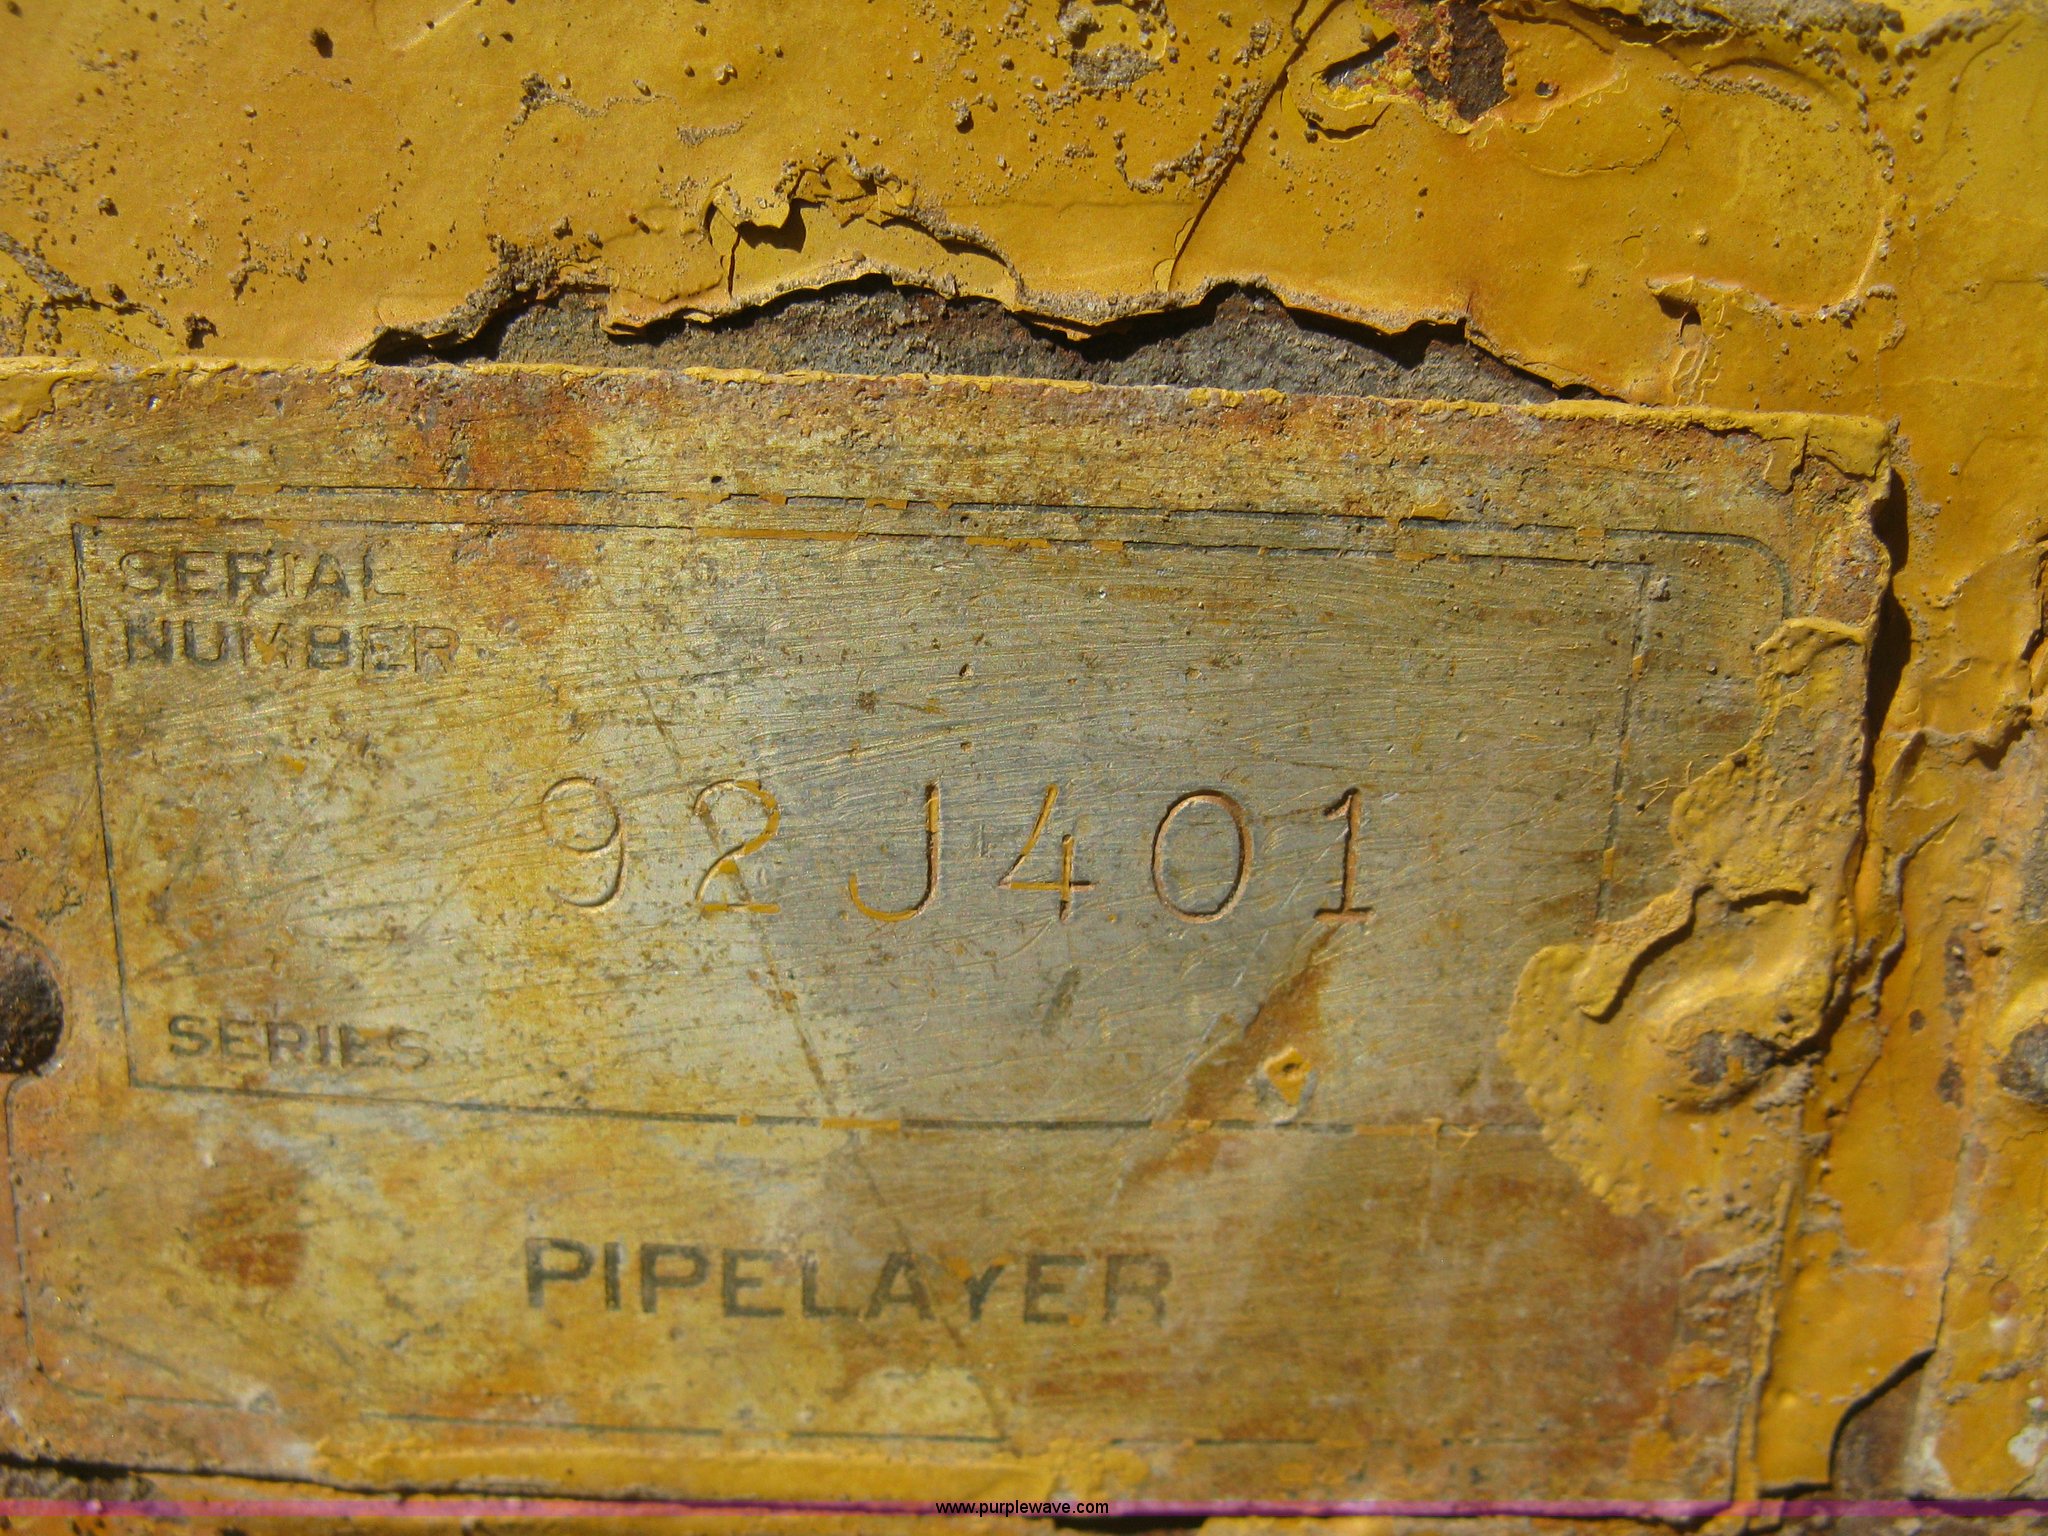 SERIAL
NUMBER
92J401
SERIES
PIPELAYER
www.purplewave.com